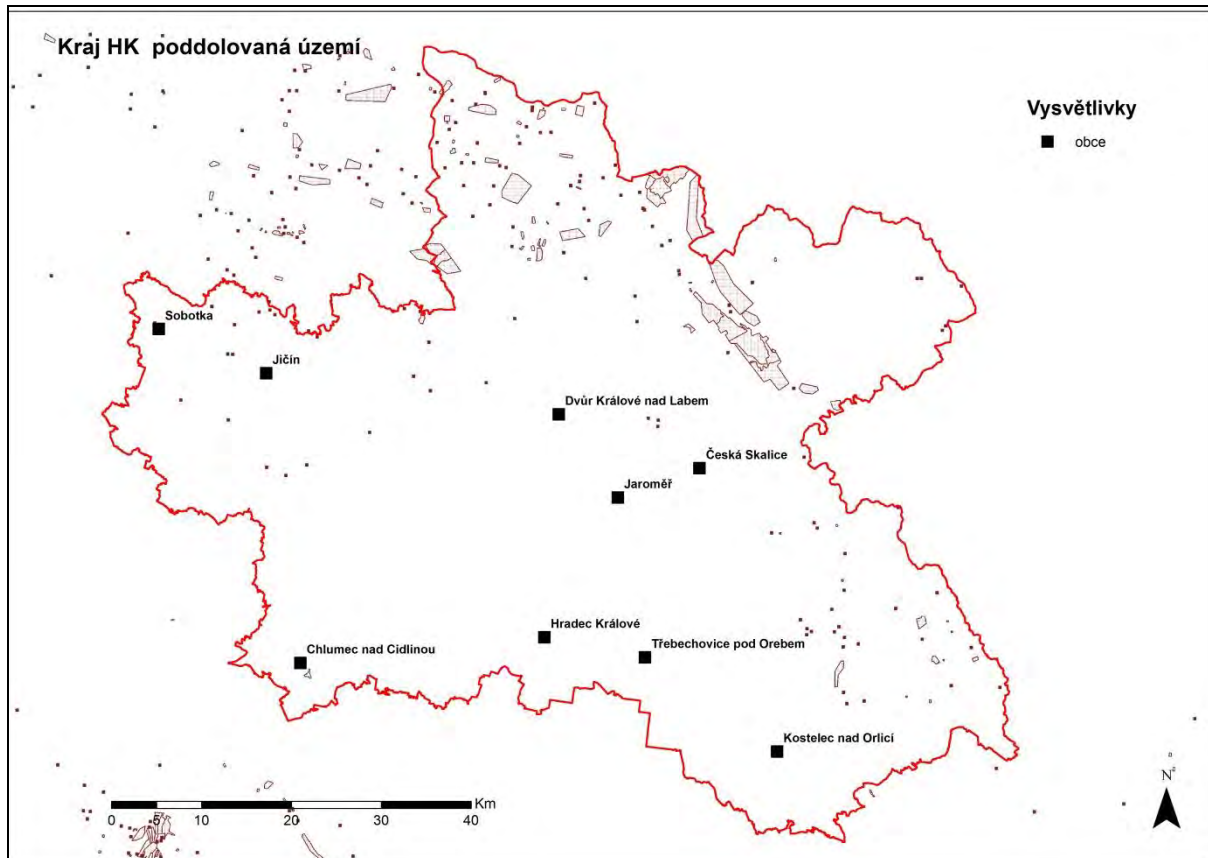 Kraj HK poddolovaná území
Vysvětlivky
obce
Sobotka
Jičín
Dvůr Králové nad Labem
Česká Skalice
Jaroměř
Hradec Králové
Třebechovice pod Orebem
Chlumec nad Cidlinou
Kostelec nad Orlicí
N
Km
0 5 10 20 30 40